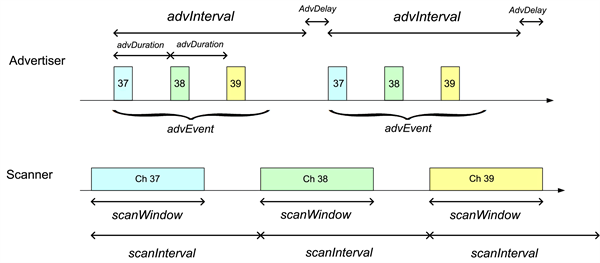 AdvDelay AdvDelay
advInterval advInterval
advDuration advDuration
Advertiser
37 38 39 37 38 39
advEvent advEvent
Scanner
Ch 37 Ch 38 Ch 39
scanWindow scanWindow scanWindow
scanInterval scanInterval scanInterval